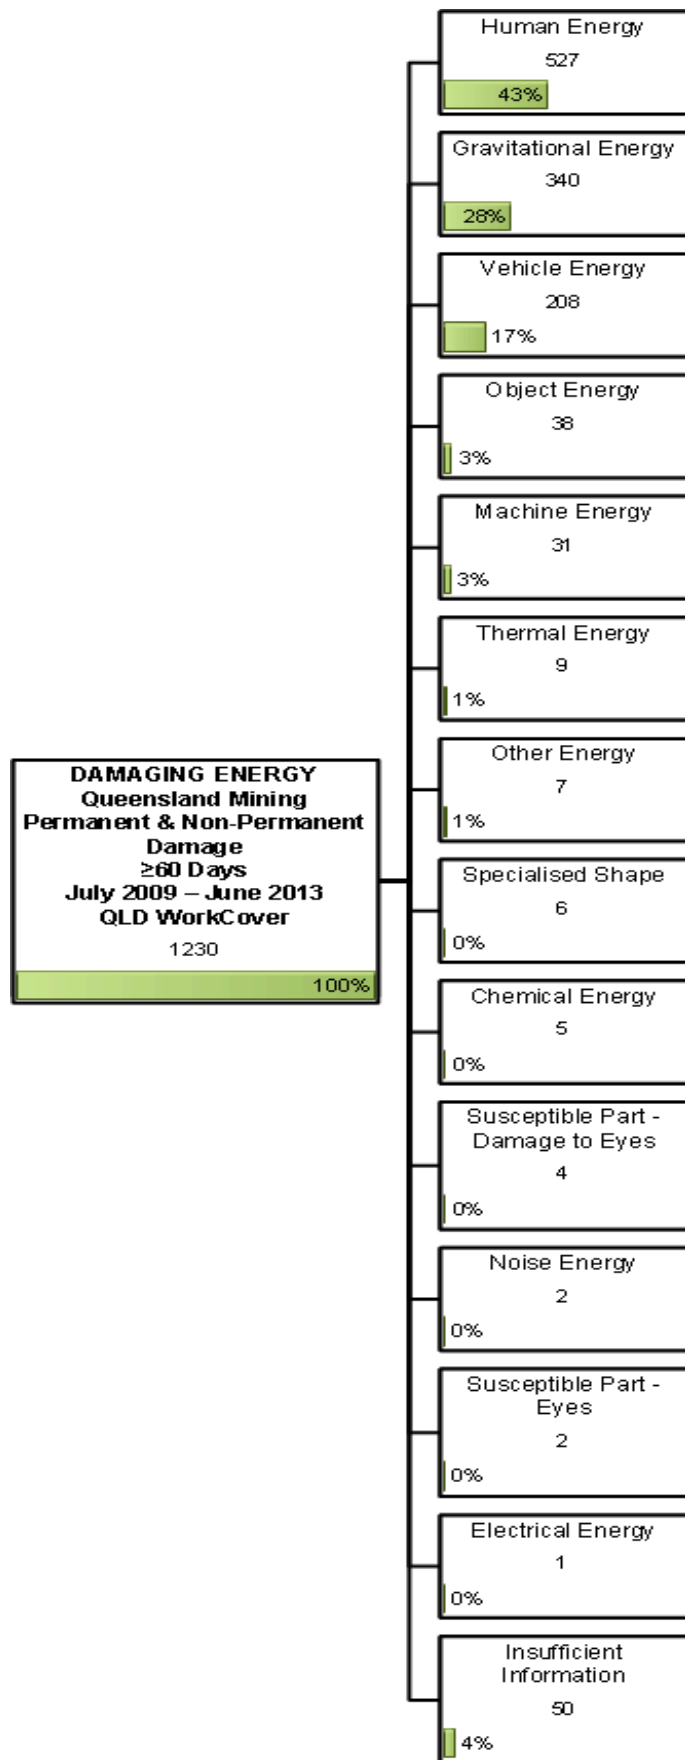 Human Energy
527
43%
Gravitational Energy
340
28%
Vehicle Energy
208
17%
Object Energy
38
3%
Machine Energy
31
3%
Thermal Energy
9
1%
Other Energy
7
1%
DAMAGING ENERGY
Queensland Mining
Permanent & Non-Permanent
Damage
≥60 Days
July 2009 – June 2013
QLD WorkCover
1230
100%
Specialised Shape
6
0%
Chemical Energy
5
0%
Susceptible Part -
Damage to Eyes
4
0%
Noise Energy
2
0%
Susceptible Part -
Eyes
2
0%
Electrical Energy
1
0%
Insufficient
Information
50
4%